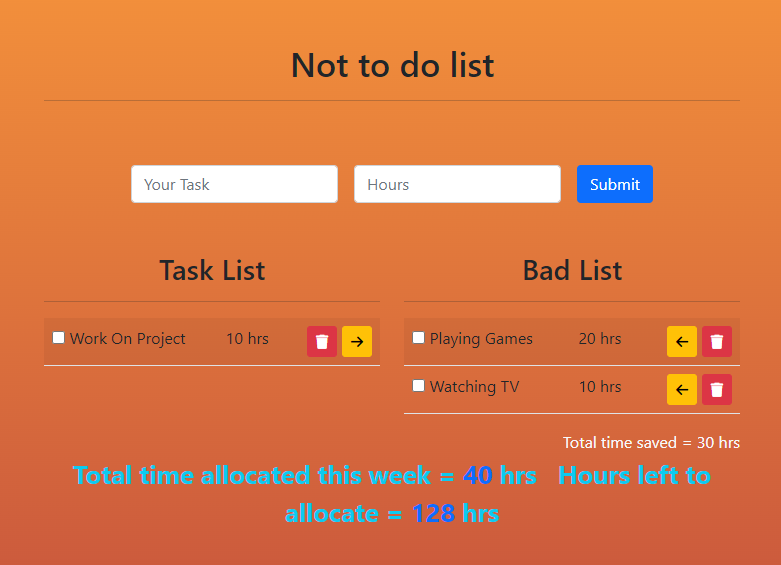 Not to do list
Your Task Hours Submit
Task List
Work On Project 10 hrs
Bad List
Playing Games 20 hrs
Watching TV 10 hrs
Total time saved = 30 hrs
Total time allocated this week = 40 hrs Hours left to
allocate = 128 hrs